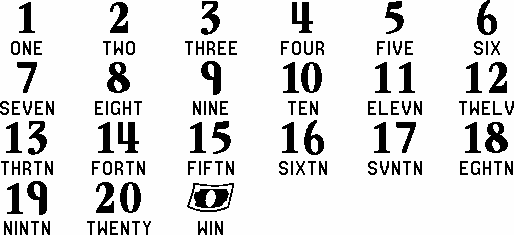 1 2 3 4 5 6
ONE TWO THREE FOUR FIVE SIX
7 8 9 10 11 12
SEVEN EIGHT NINE TEN ELEVN TWELV
13 14 15 16 17 18
THRTN FORTN FIFTN SIXTN SVNTN EGHTN
19 20
NINTN TWENTY WIN